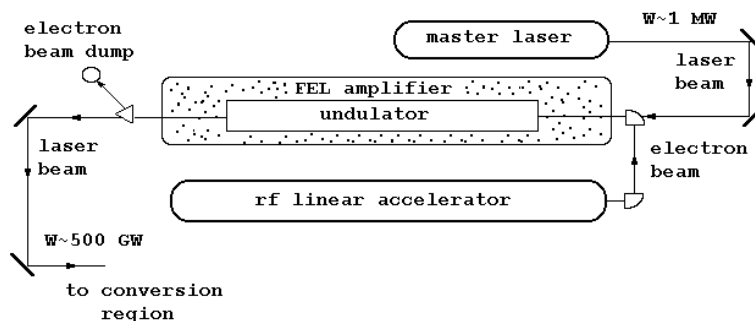 electron
beam dump
master laser
W~1 MW
laser
beam
FEL amplifier
undulator
laser
beam
electron
beam
rf linear accelerator
W~500 GW
to conversion
region